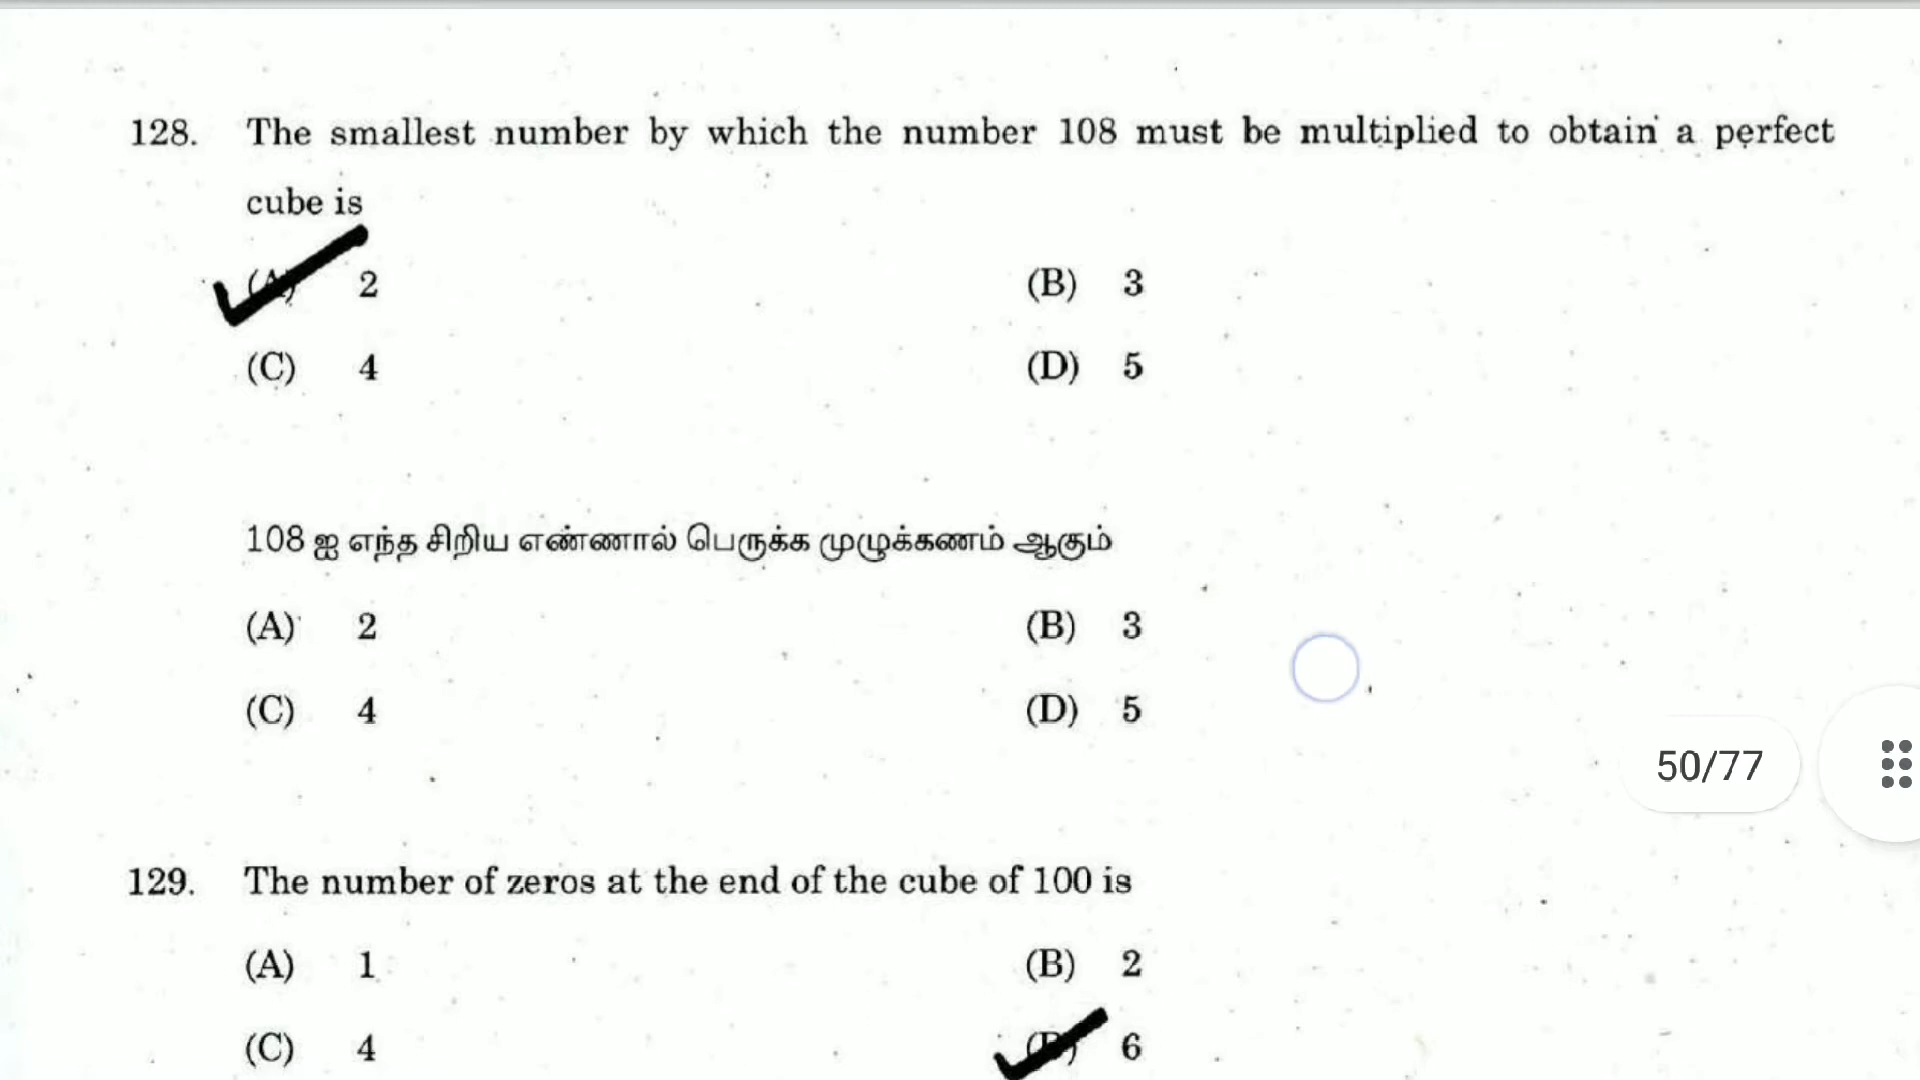 128. The smallest number by which the number 108 must be multiplied to obtain a perfect
cube is
(A) 2 (B) 3
(C) 4 (D) 5
108 ஐ எந்த சிறிய எண்ணால் பெருக்க முழுக்கணம் ஆகும்
(A) 2 (B) 3
(C) 4 (D) 5
50/77
129. The number of zeros at the end of the cube of 100 is
(A) 1 (B) 2
(C) 4 (D) 6